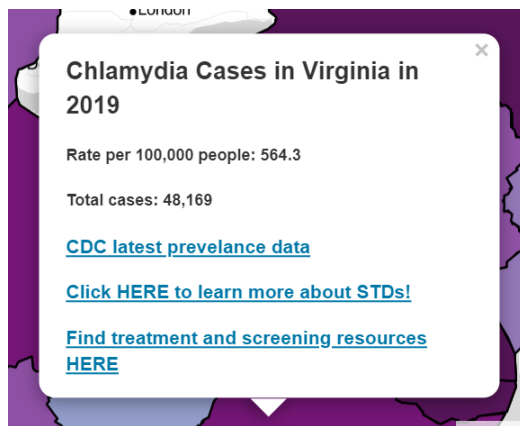 London
×
Chlamydia Cases in Virginia in
2019
Rate per 100,000 people: 564.3
Total cases: 48,169
CDC latest prevelance data
Click HERE to learn more about STDs!
Find treatment and screening resources
HERE